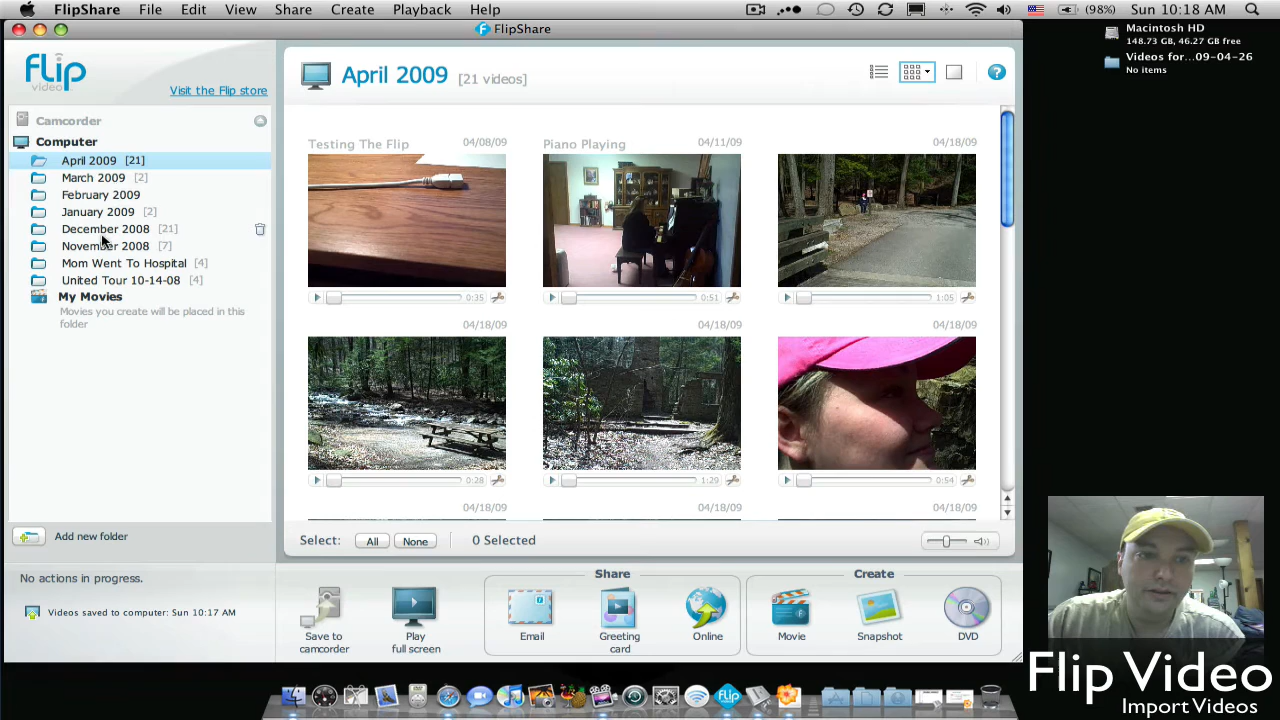 FlipShare File Edit View Share Create Playback Help
(98%) Sun 10:18 AM
FlipShare
Macintosh HD
148.73 GB, 46.27 GB free
Videos for...09-04-26
No items
flip
video
Visit the Flip store
Camcorder
Computer
April 2009 [21]
March 2009 [2]
February 2009
January 2009 [2]
December 2008 [21]
November 2008 [7]
Mom Went To Hospital [4]
United Tour 10-14-08 [4]
My Movies
Movies you create will be placed in this
folder
Add new folder
No actions in progress.
Videos saved to computer: Sun 10:17 AM
April 2009 [21 videos]
?
Testing The Flip 04/08/09
Piano Playing 04/11/09
04/18/09
0:35
0:51
1:05
04/18/09
04/18/09
04/18/09
0:28
1:29
0:54
04/18/09
04/18/09
04/18/09
Select: All None 0 Selected
Save to
camcorder
Play
full screen
Share
Email
Greeting
card
Online
Create
Movie
Snapshot
DVD
flip
Flip Video
Import Videos